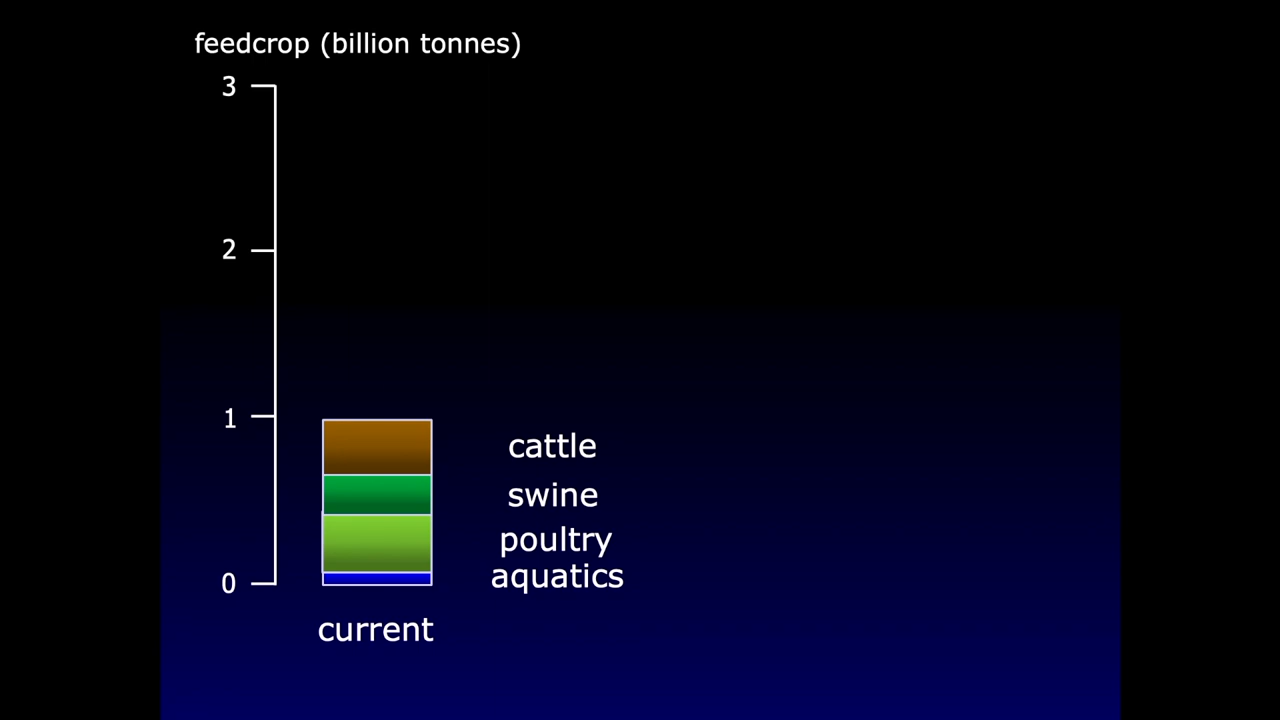 feedcrop (billion tonnes)
3
2
1
0
cattle
swine
poultry
aquatics
current